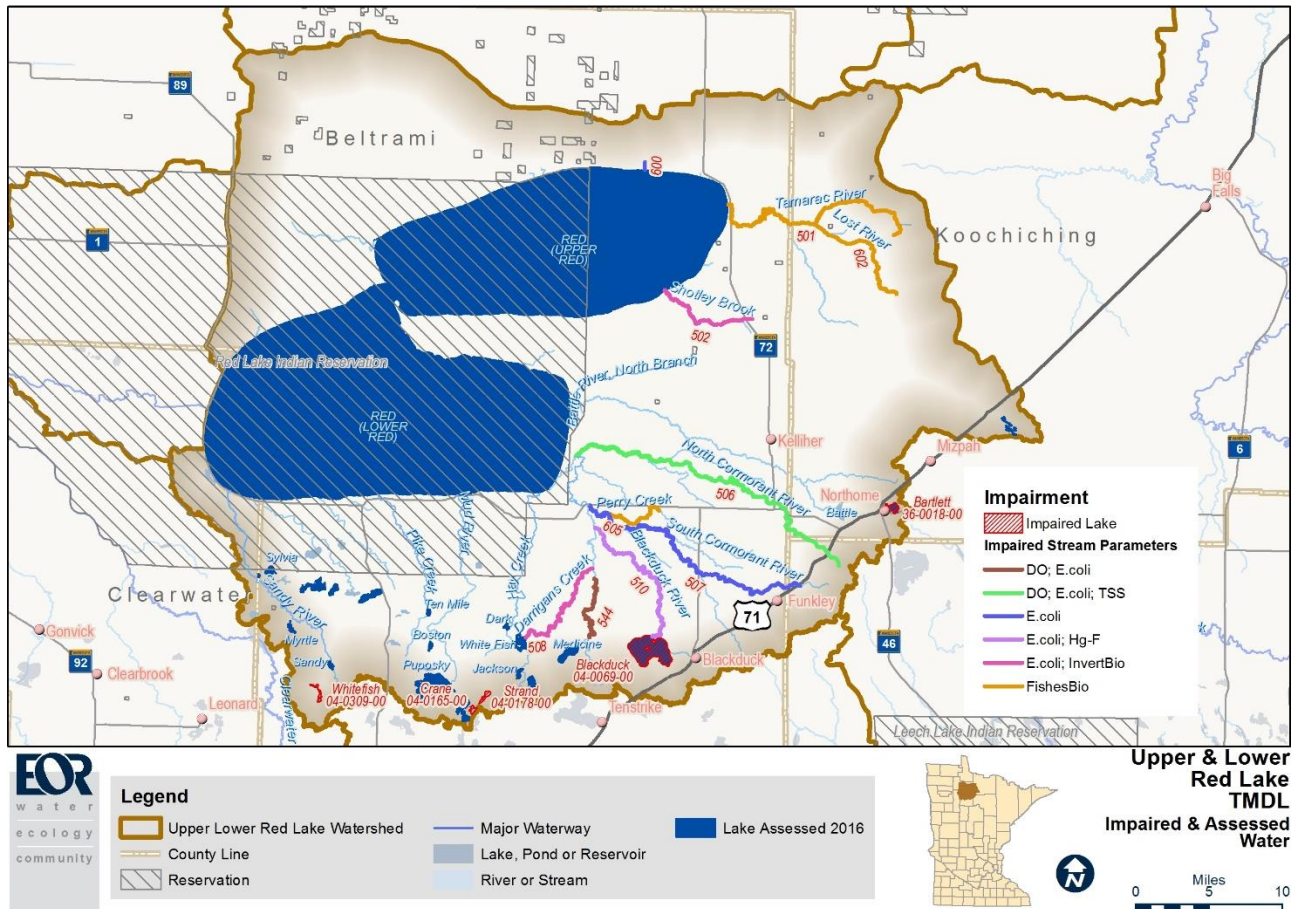 89
Beltrami
600
Big
Falls
Tamarac River
1
RED
(UPPER
RED)
501
Lost River
Koochiching
602
Shotley Brook
502
72
Red Lake Indian Reservation
Battle River, North Branch
RED
(LOWER
RED)
Kelliher
Mizpah
6
North Cormorant River
506
Northome
Battle
Bartlett
36-0018-00
Perry Creek
605
South Cormorant River
Mud River
Pike Creek
Hay Creek
Blackduck River
507
510
Sylvia
Clearwater
Sandy River
Darrigans Creek
544
Funkley
71
Ten Mile
Dark
Gonvick
Myrtle
Boston
White Fish
508
Medicine
46
92
Clearbrook
Sandy
Puposky
Jackson
Blackduck
04-0069-00
Blackduck
Whitefish
04-0309-00
Crane
04-0165-00
Strand
04-0178-00
Leonard
Clearwater
Tenstrike
Leech Lake Indian Reservation
Impairment
Impaired Lake
Impaired Stream Parameters
DO; E.coli
DO; E.coli; TSS
E.coli
E.coli; Hg-F
E.coli; InvertBio
FishesBio
EOR
water
ecology
community
Legend
Upper Lower Red Lake Watershed
County Line
Reservation
Major Waterway
Lake, Pond or Reservoir
River or Stream
Lake Assessed 2016
N
Upper & Lower
Red Lake
TMDL
Impaired & Assessed
Water
Miles
0 5 10